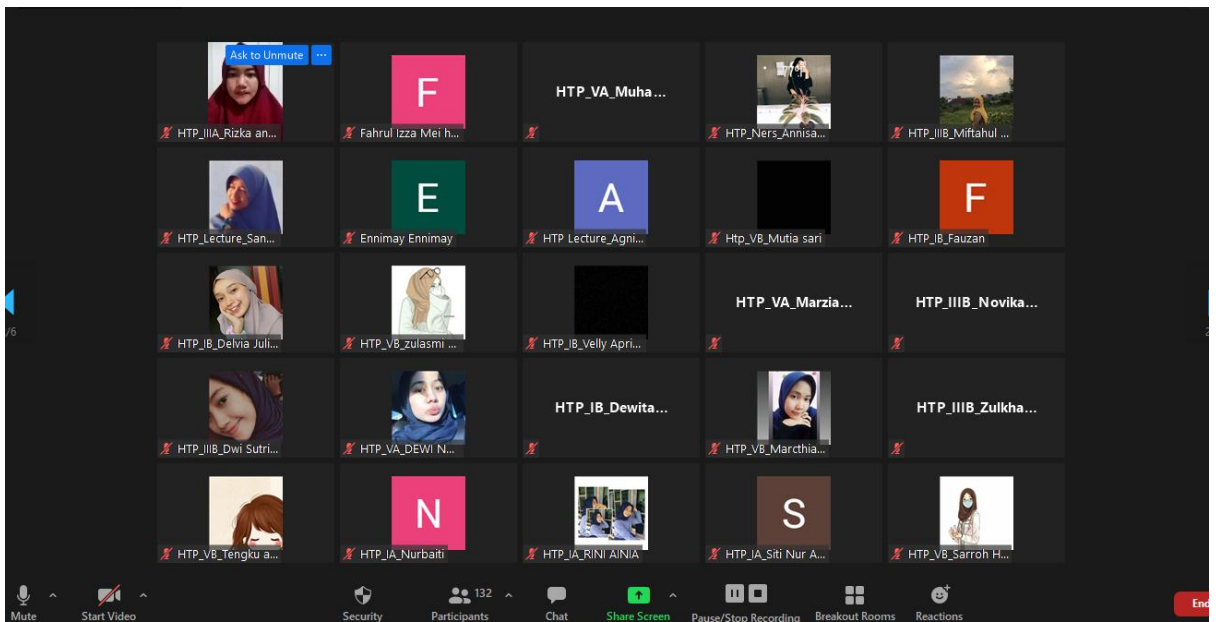 Ask to Unmute ...
HTP_IIIA_Rizka an...
F
Fahrul Izza Mei h...
HTP_VA_Muha...
HTP_Ners_Annisa...
HTP_IIIB_Miftahul ...
HTP_Lecture_San...
E
Ennimay Ennimay
A
HTP Lecture_Agni...
Htp_VB_Mutia sari
F
HTP_IB_Fauzan
HTP_IB_Delvia Juli...
HTP_VB_zulasmi ...
HTP_IB_Velly Apri...
HTP_VA_Marzia...
HTP_IIIB_Novika...
/6
HTP_IIIB_Dwi Sutri...
HTP_VA_DEWI N...
HTP_IB_Dewita...
HTP_VB_Marcthia...
HTP_IIIB_Zulkha...
HTP_VB_Tengku a...
N
HTP_IA_Nurbaiti
HTP_IA_RINI AINIA
S
HTP_IA_Siti Nur A...
HTP_VB_Sarroh H...
Mute
Start Video
Security
132
Participants
Chat
Share Screen
Pause/Stop Recording
Breakout Rooms
Reactions
End